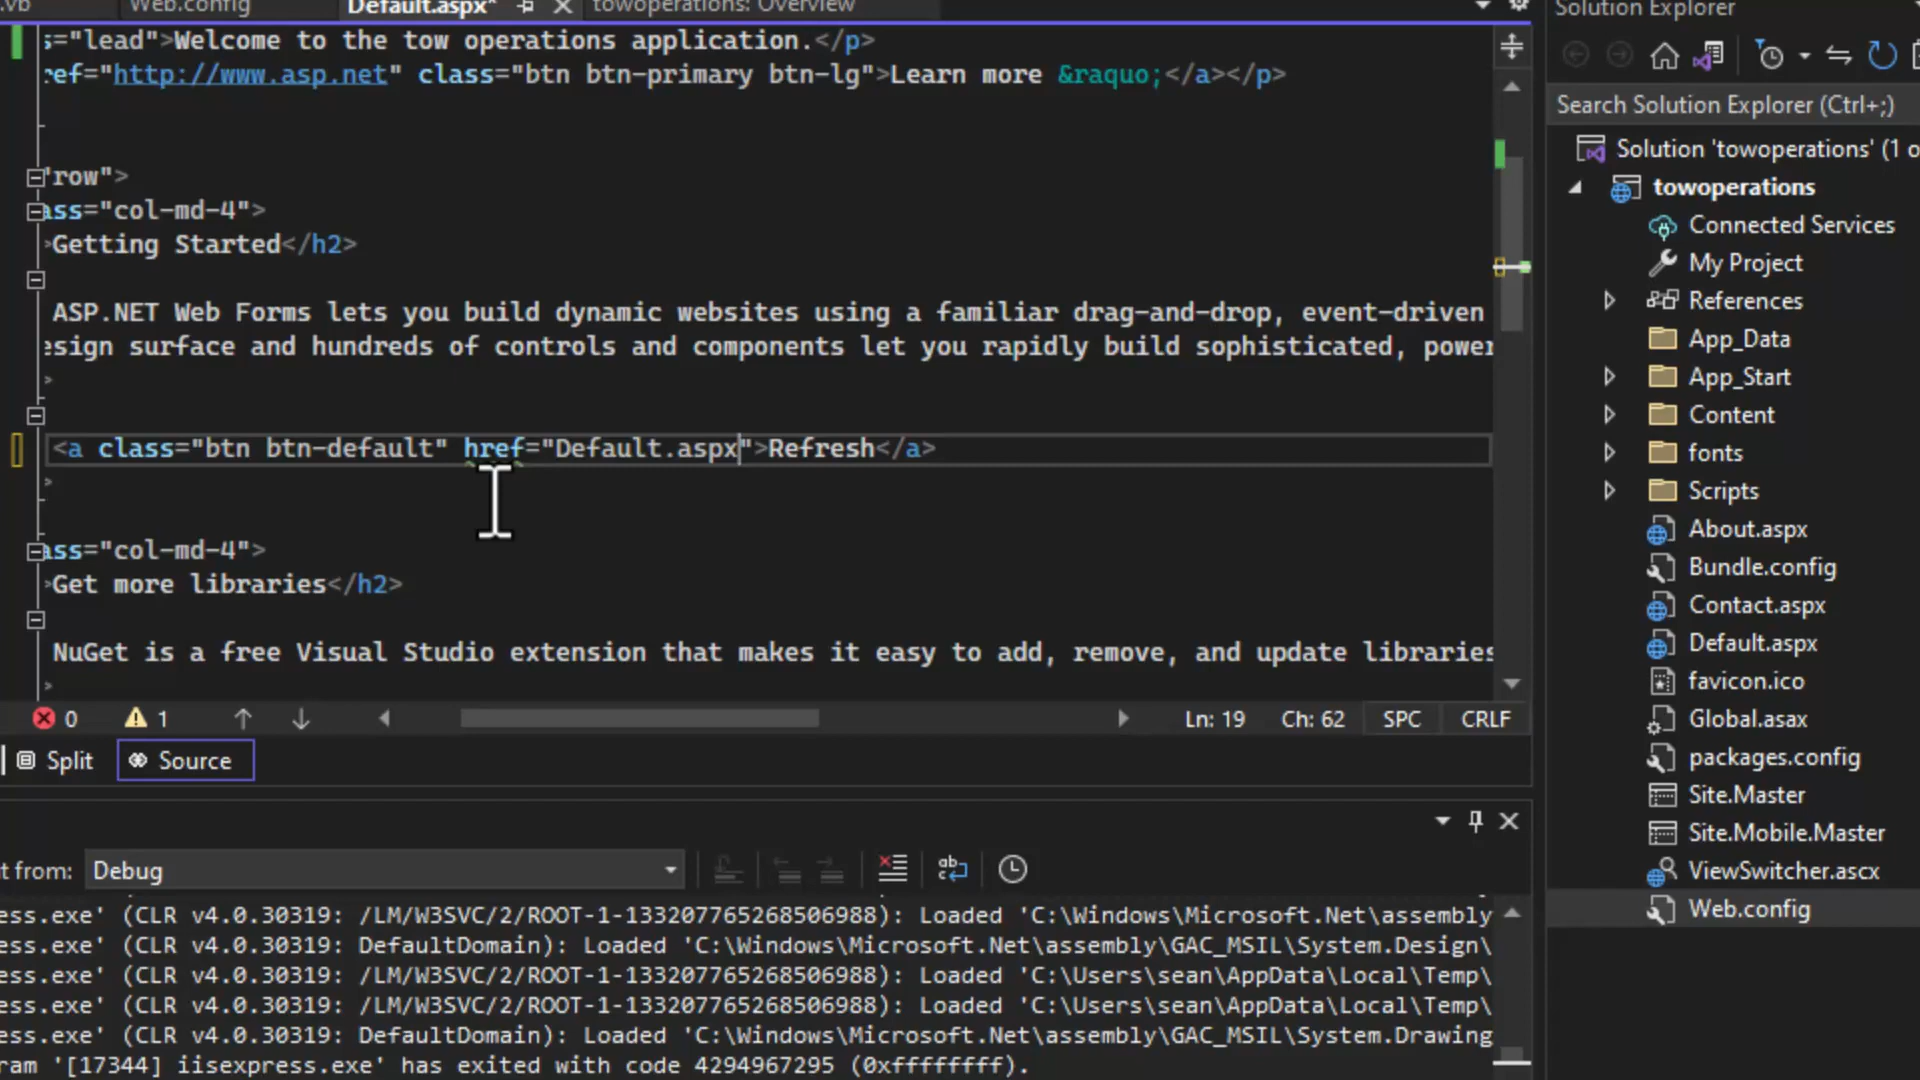 .vb Web.config Default.aspx* towoperations: Overview
s="lead">Welcome to the tow operations application.</p>
ref="http://www.asp.net" class="btn btn-primary btn-lg">Learn more &raquo;</a></p>
"row">
ass="col-md-4">
>Getting Started</h2>
ASP.NET Web Forms lets you build dynamic websites using a familiar drag-and-drop, event-driven
esign surface and hundreds of controls and components let you rapidly build sophisticated, power
>
<a class="btn btn-default" href="Default.aspx">Refresh</a>
>
ass="col-md-4">
>Get more libraries</h2>
NuGet is a free Visual Studio extension that makes it easy to add, remove, and update libraries
>
0 1 Ln: 19 Ch: 62 SPC CRLF
Split Source
t from: Debug
ess.exe' (CLR v4.0.30319: /LM/W3SVC/2/ROOT-1-133207765268506988): Loaded 'C:\Windows\Microsoft.Net\assembly
ess.exe' (CLR v4.0.30319: DefaultDomain): Loaded 'C:\Windows\Microsoft.Net\assembly\GAC_MSIL\System.Design\
ess.exe' (CLR v4.0.30319: /LM/W3SVC/2/ROOT-1-133207765268506988): Loaded 'C:\Users\sean\AppData\Local\Temp\
ess.exe' (CLR v4.0.30319: /LM/W3SVC/2/ROOT-1-133207765268506988): Loaded 'C:\Users\sean\AppData\Local\Temp\
ess.exe' (CLR v4.0.30319: DefaultDomain): Loaded 'C:\Windows\Microsoft.Net\assembly\GAC_MSIL\System.Drawing
ram '[17344] iisexpress.exe' has exited with code 4294967295 (0xffffffff).
Solution Explorer
Search Solution Explorer (Ctrl+;)
Solution 'towoperations' (1 o
towoperations
Connected Services
My Project
References
App_Data
App_Start
Content
fonts
Scripts
About.aspx
Bundle.config
Contact.aspx
Default.aspx
favicon.ico
Global.asax
packages.config
Site.Master
Site.Mobile.Master
ViewSwitcher.ascx
Web.config